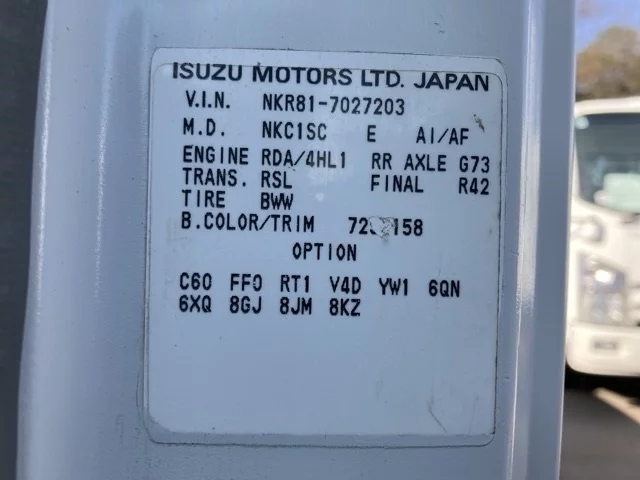 ISUZU MOTORS LTD. JAPAN
V.I.N. NKR81-7027203
M.D. NKC1SC E AI/AF
ENGINE RDA/4HL1 RR AXLE G73
TRANS. RSL FINAL R42
TIRE BWW
B.COLOR/TRIM
OPTION
C60 FF0 RT1 V4D YW1 6QN
6XQ 8GJ 8JM 8KZ